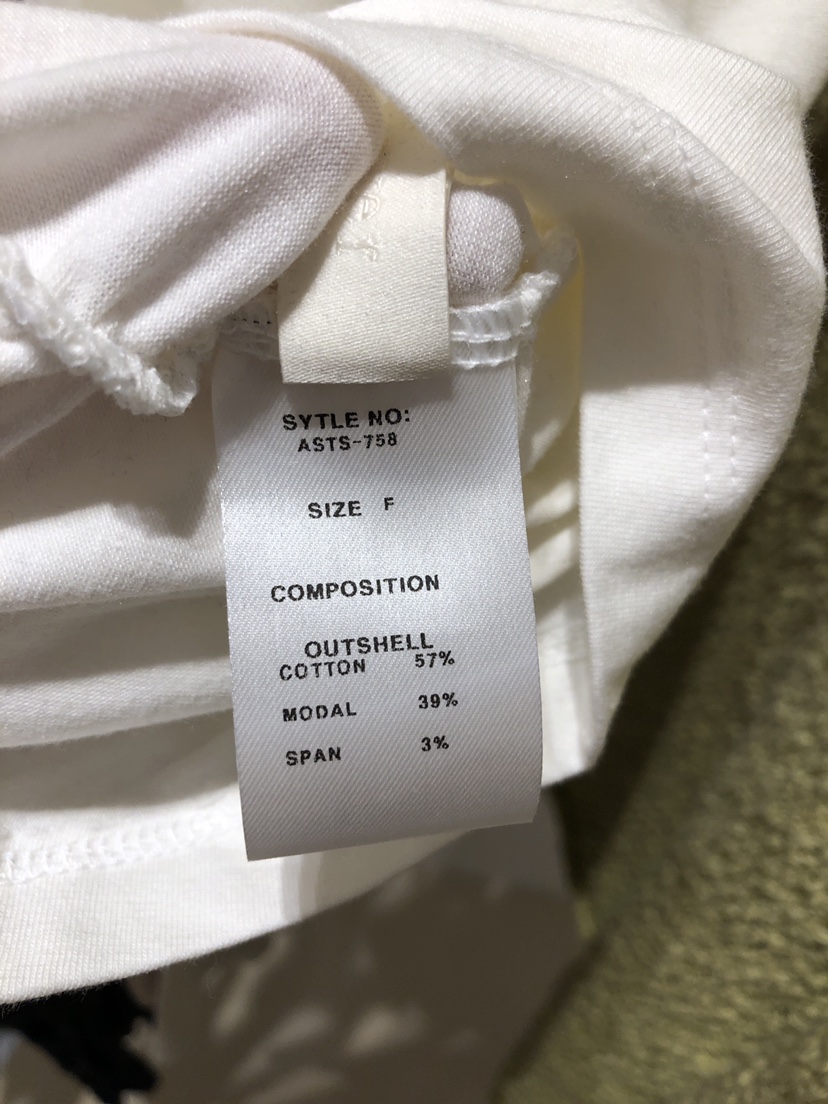 SYTLE NO:
ASTS-758
SIZE F
COMPOSITION
OUTSHELL
COTTON 57%
MODAL 39%
SPAN 3%